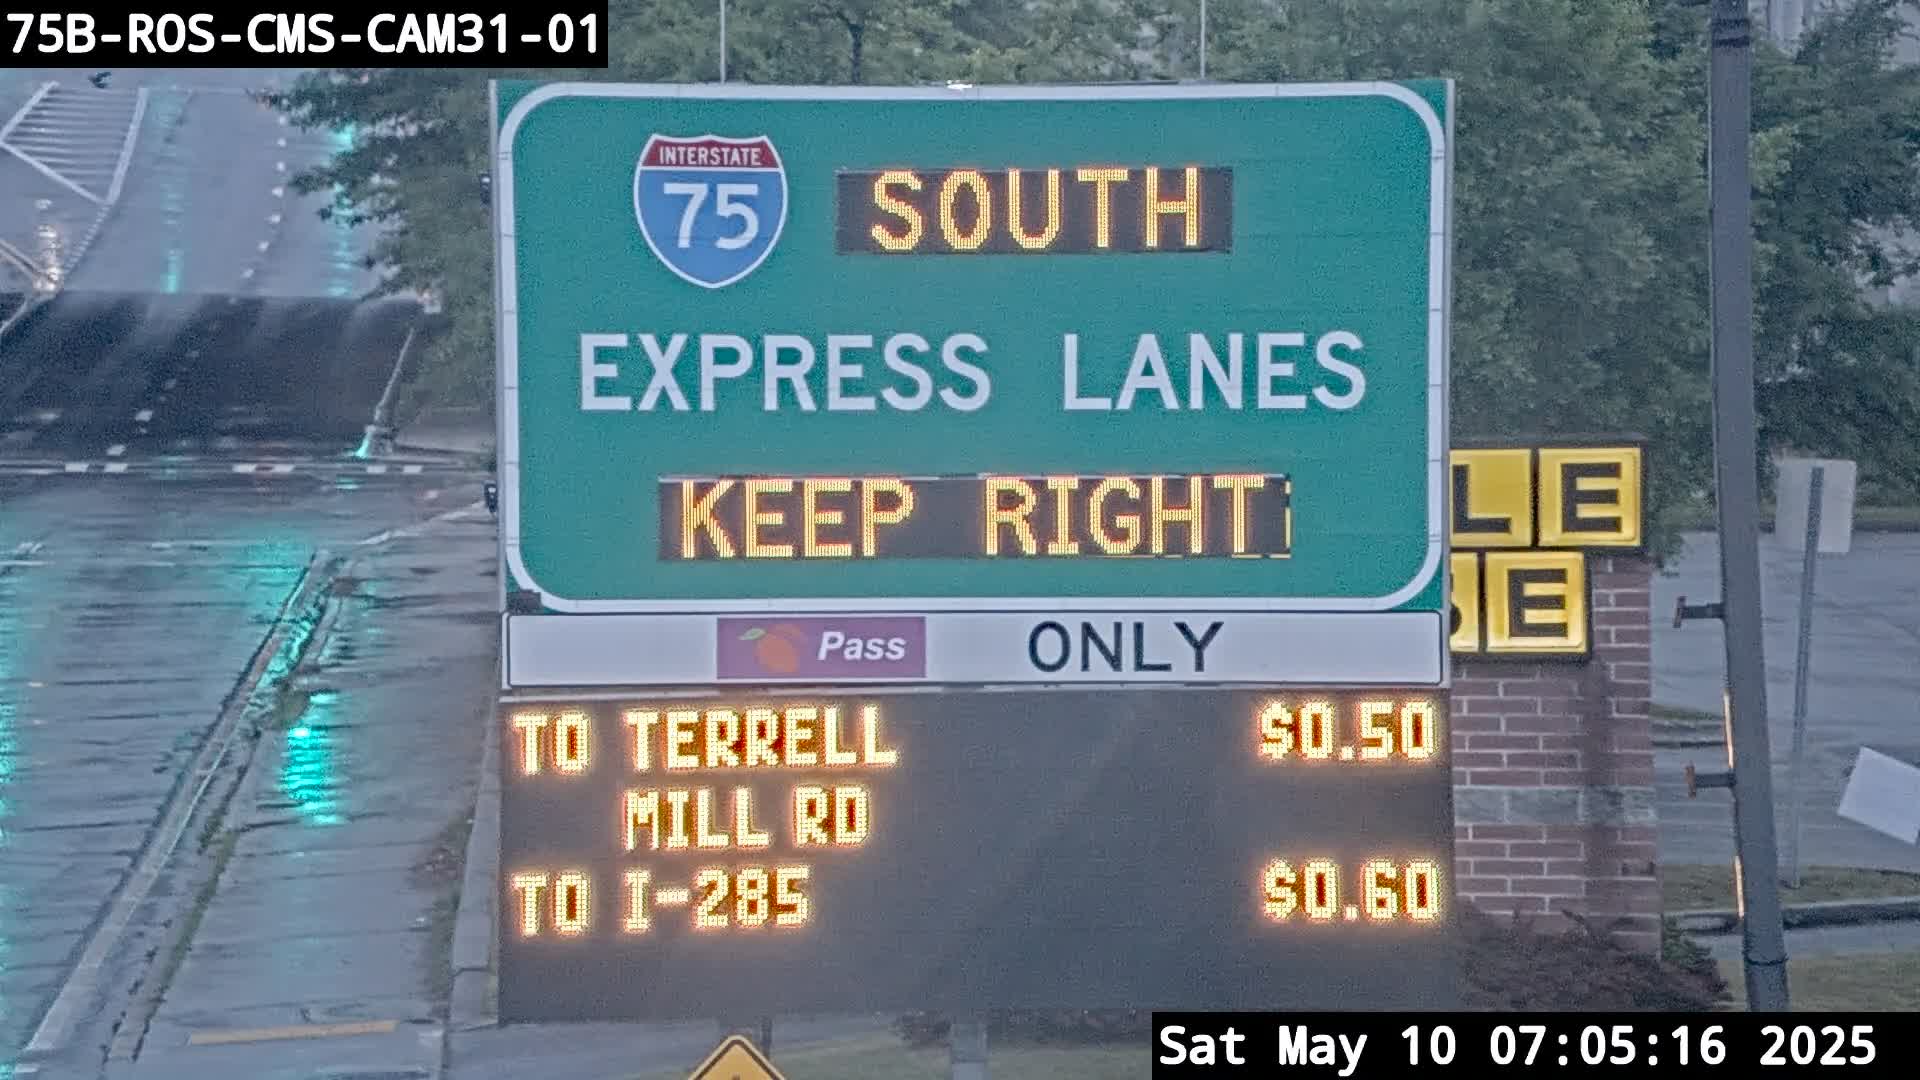 75B-ROS-CMS-CAM31-01
INTERSTATE
75
SOUTH
EXPRESS LANES
KEEP RIGHT
Pass ONLY
LE
E
TO TERRELL $0.50
MILL RD
TO I-285 $0.60
Sat May 10 07:05:16 2025